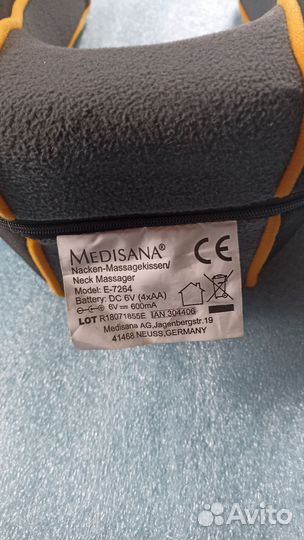 MEDISANA®
Nacken-Massagekissen/
Neck Massager
Model: E-7264
Battery: DC 6V (4xAA)
6V 600mA
LOT R18071855E IAN 304406
Medisana AG,Jagenbergstr.19
41468 NEUSS,GERMANY
CE
Avito